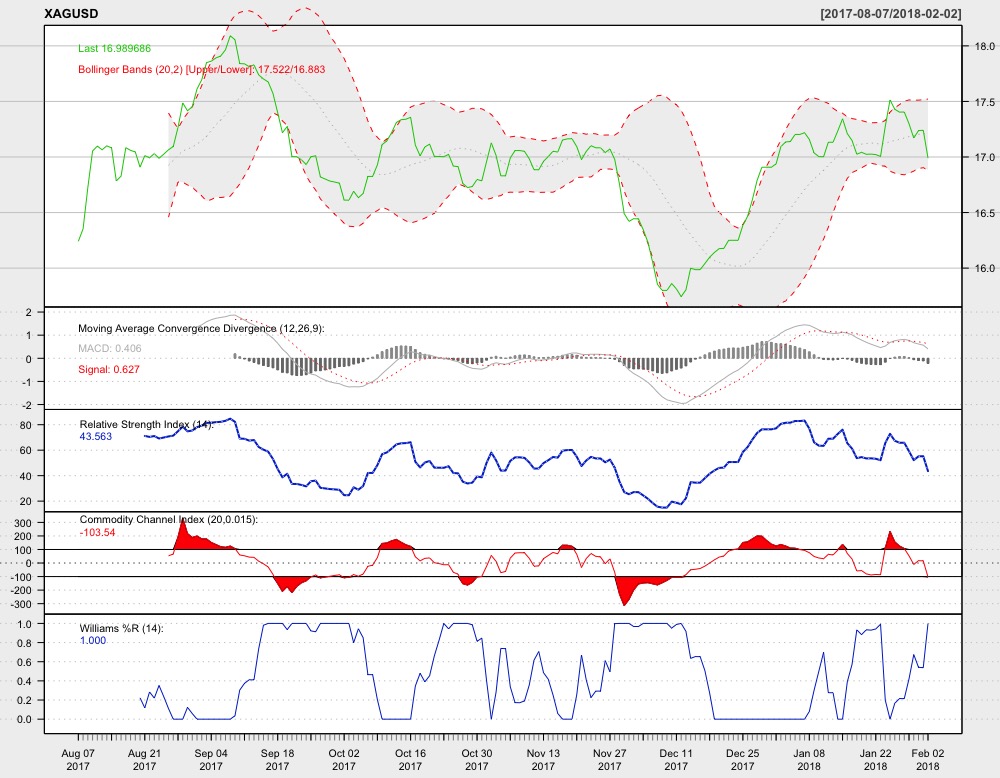 XAGUSD [2017-08-07/2018-02-02]
Last 16.989686
Bollinger Bands (20,2) [Upper/Lower]: 17.522/16.883
18.0
17.5
17.0
16.5
16.0
Moving Average Convergence Divergence (12,26,9):
MACD: 0.406
Signal: 0.627
2
1
0
-1
-2
Relative Strength Index (14):
43.563
80
60
40
20
Commodity Channel Index (20,0.015):
-103.54
300
200
100
0
-100
-200
-300
Williams %R (14):
1.000
1.0
0.8
0.6
0.4
0.2
0.0
Aug 07 Aug 21 Sep 04 Sep 18 Oct 02 Oct 16 Oct 30 Nov 13 Nov 27 Dec 11 Dec 25 Jan 08 Jan 22 Feb 02
2017 2017 2017 2017 2017 2017 2017 2017 2017 2017 2017 2018 2018 2018